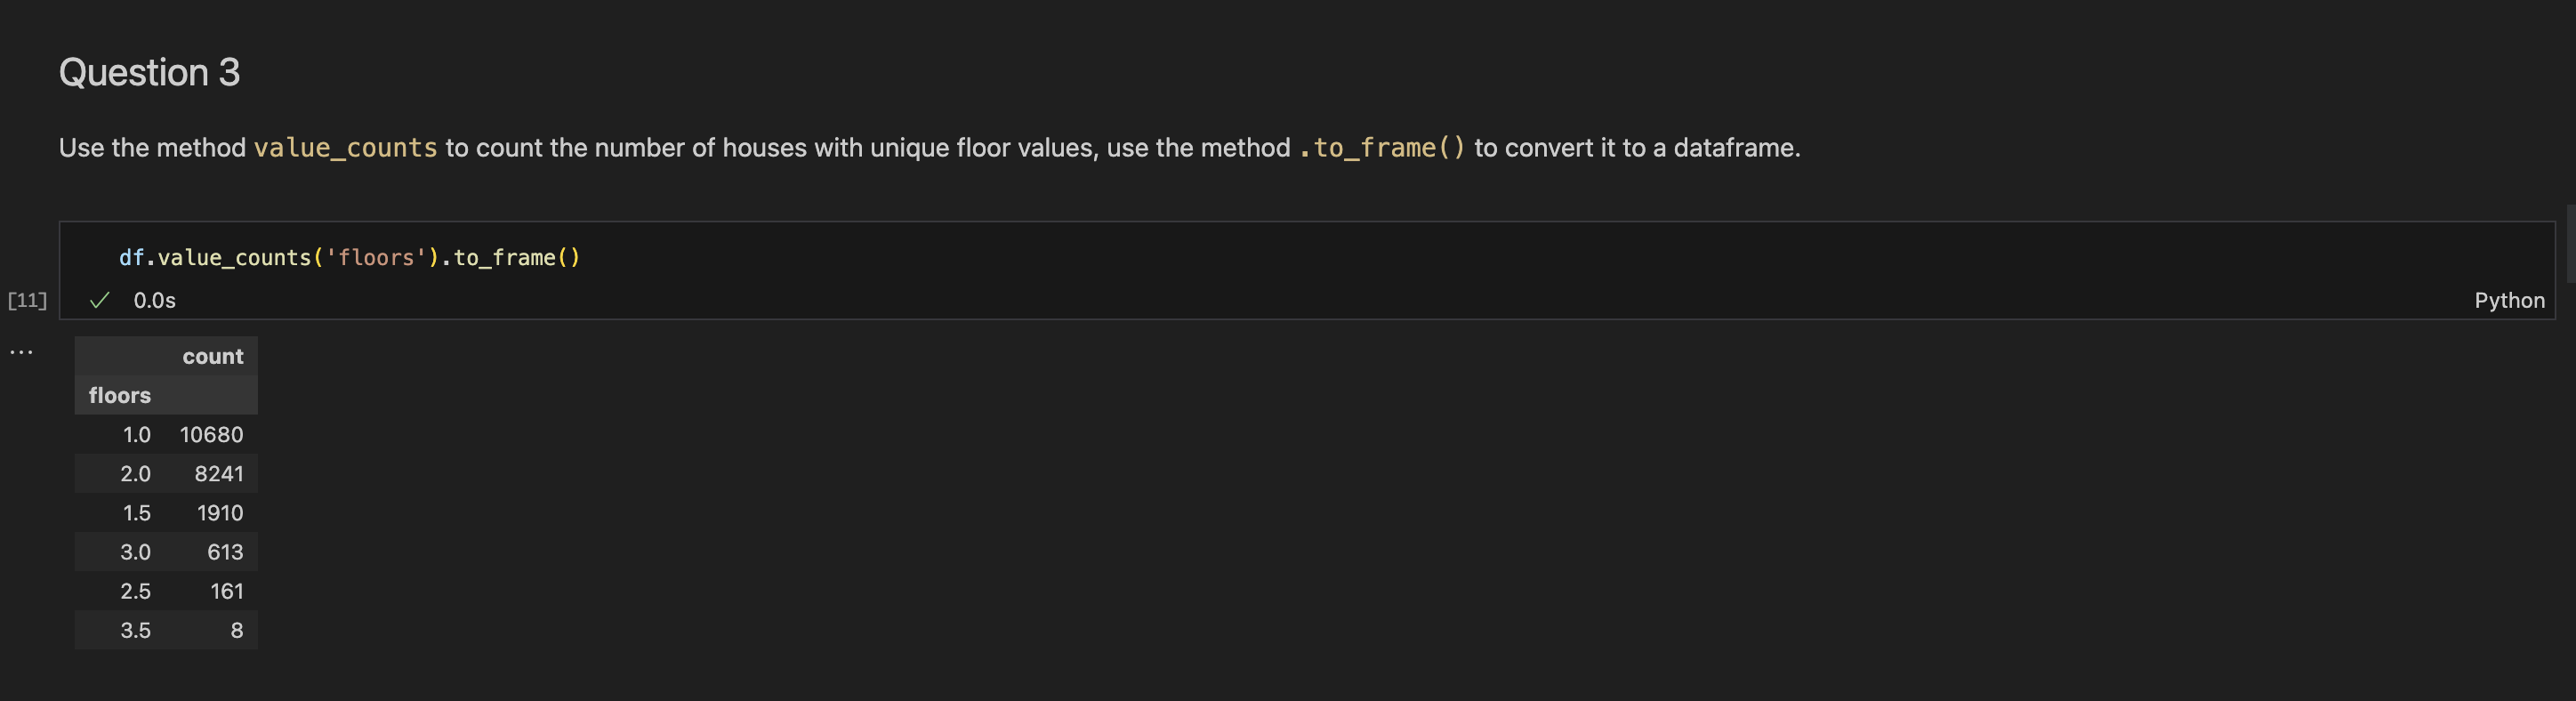 Question 3
Use the method value_counts to count the number of houses with unique floor values, use the method .to_frame() to convert it to a dataframe.
df.value_counts('floors').to_frame()
[11] ✓ 0.0s Python
... count
floors
1.0 10680
2.0 8241
1.5 1910
3.0 613
2.5 161
3.5 8